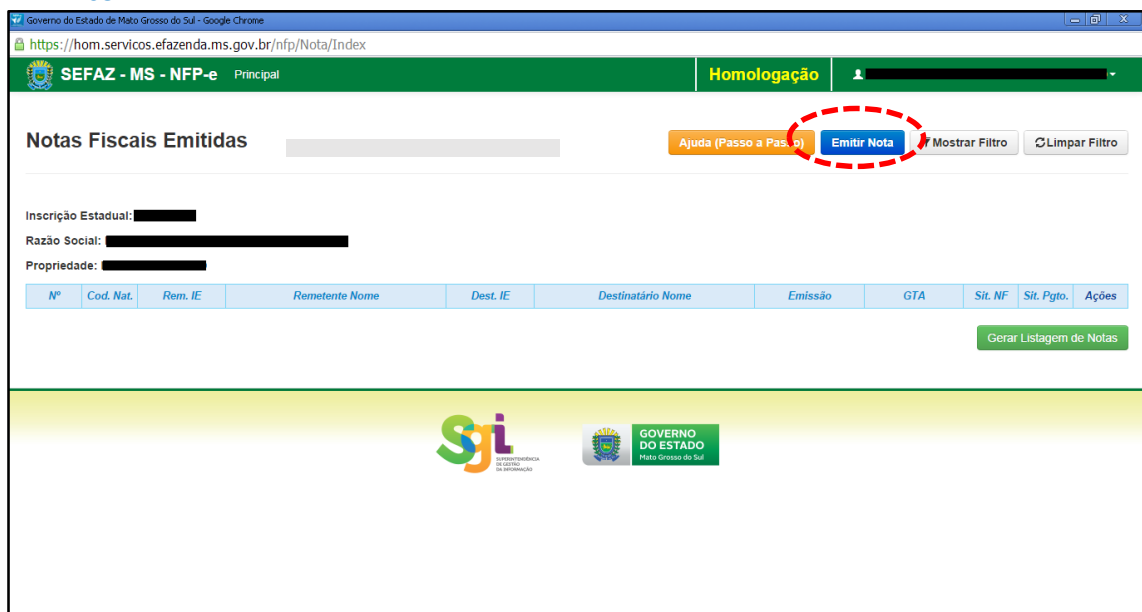 Governo do Estado de Mato Grosso do Sul - Google Chrome
https://hom.servicos.efazenda.ms.gov.br/nfp/Nota/Index
SEFAZ - MS - NFP-e Principal Homologação
Notas Fiscais Emitidas Ajuda (Passo a Passo) Emitir Nota Mostrar Filtro Limpar Filtro
Inscrição Estadual:
Razão Social:
Propriedade:
Nº Cod. Nat. Rem. IE Remetente Nome Dest. IE Destinatário Nome Emissão GTA Sit. NF Sit. Pgto. Ações
Gerar Listagem de Notas
sgi
SUPERINTENDÊNCIA
DE GESTÃO
DA INFORMAÇÃO
GOVERNO
DO ESTADO
Mato Grosso do Sul